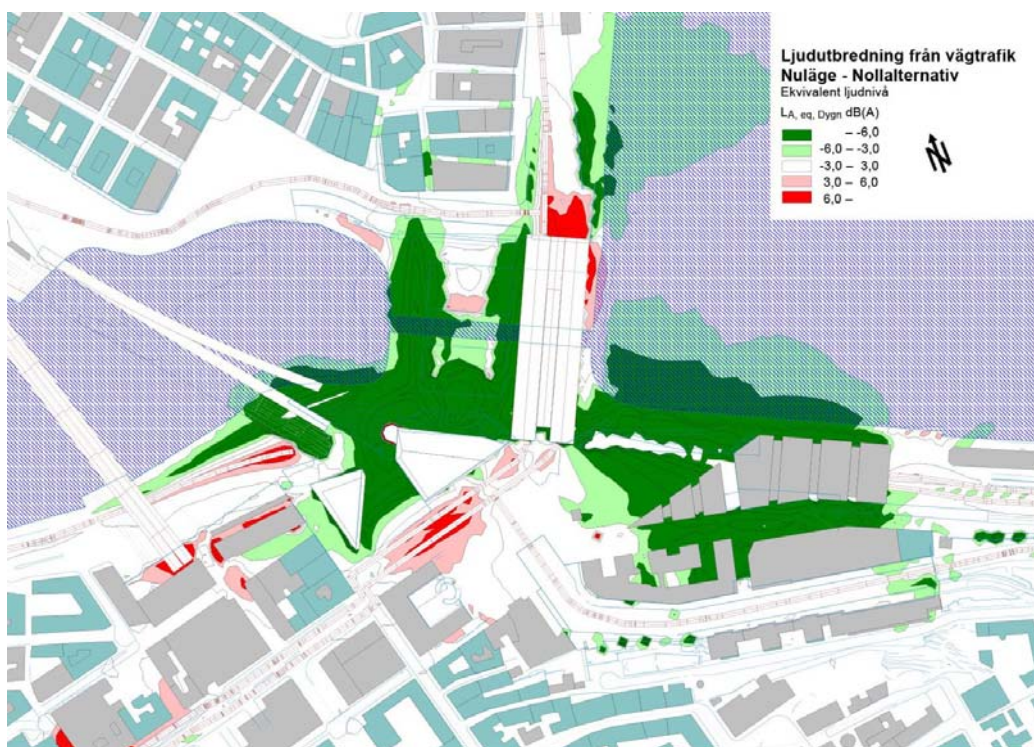 Ljudutbredning från vägtrafik
Nuläge - Nollalternativ
Ekvivalent ljudnivå
LA, eq, Dygn dB(A)
– -6,0
-6,0 – -3,0
-3,0 – 3,0
3,0 – 6,0
6,0 –
N